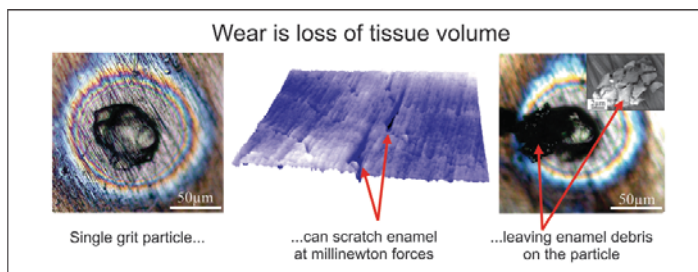 Wear is loss of tissue volume
50µm
50µm
Single grit particle...
...can scratch enamel
at millinewton forces
...leaving enamel debris
on the particle